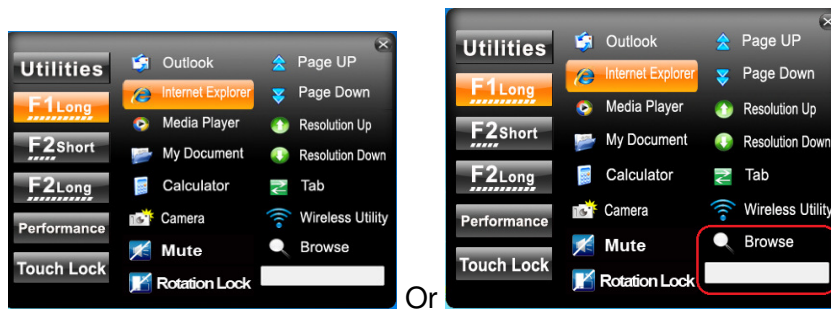 Utilities
F1Long
F2Short
F2Long
Performance
Touch Lock
Outlook
Internet Explorer
Media Player
My Document
Calculator
Camera
Mute
Rotation Lock
Page UP
Page Down
Resolution Up
Resolution Down
Tab
Wireless Utility
Browse
Or
Utilities
F1Long
F2Short
F2Long
Performance
Touch Lock
Outlook
Internet Explorer
Media Player
My Document
Calculator
Camera
Mute
Rotation Lock
Page UP
Page Down
Resolution Up
Resolution Down
Tab
Wireless Utility
Browse